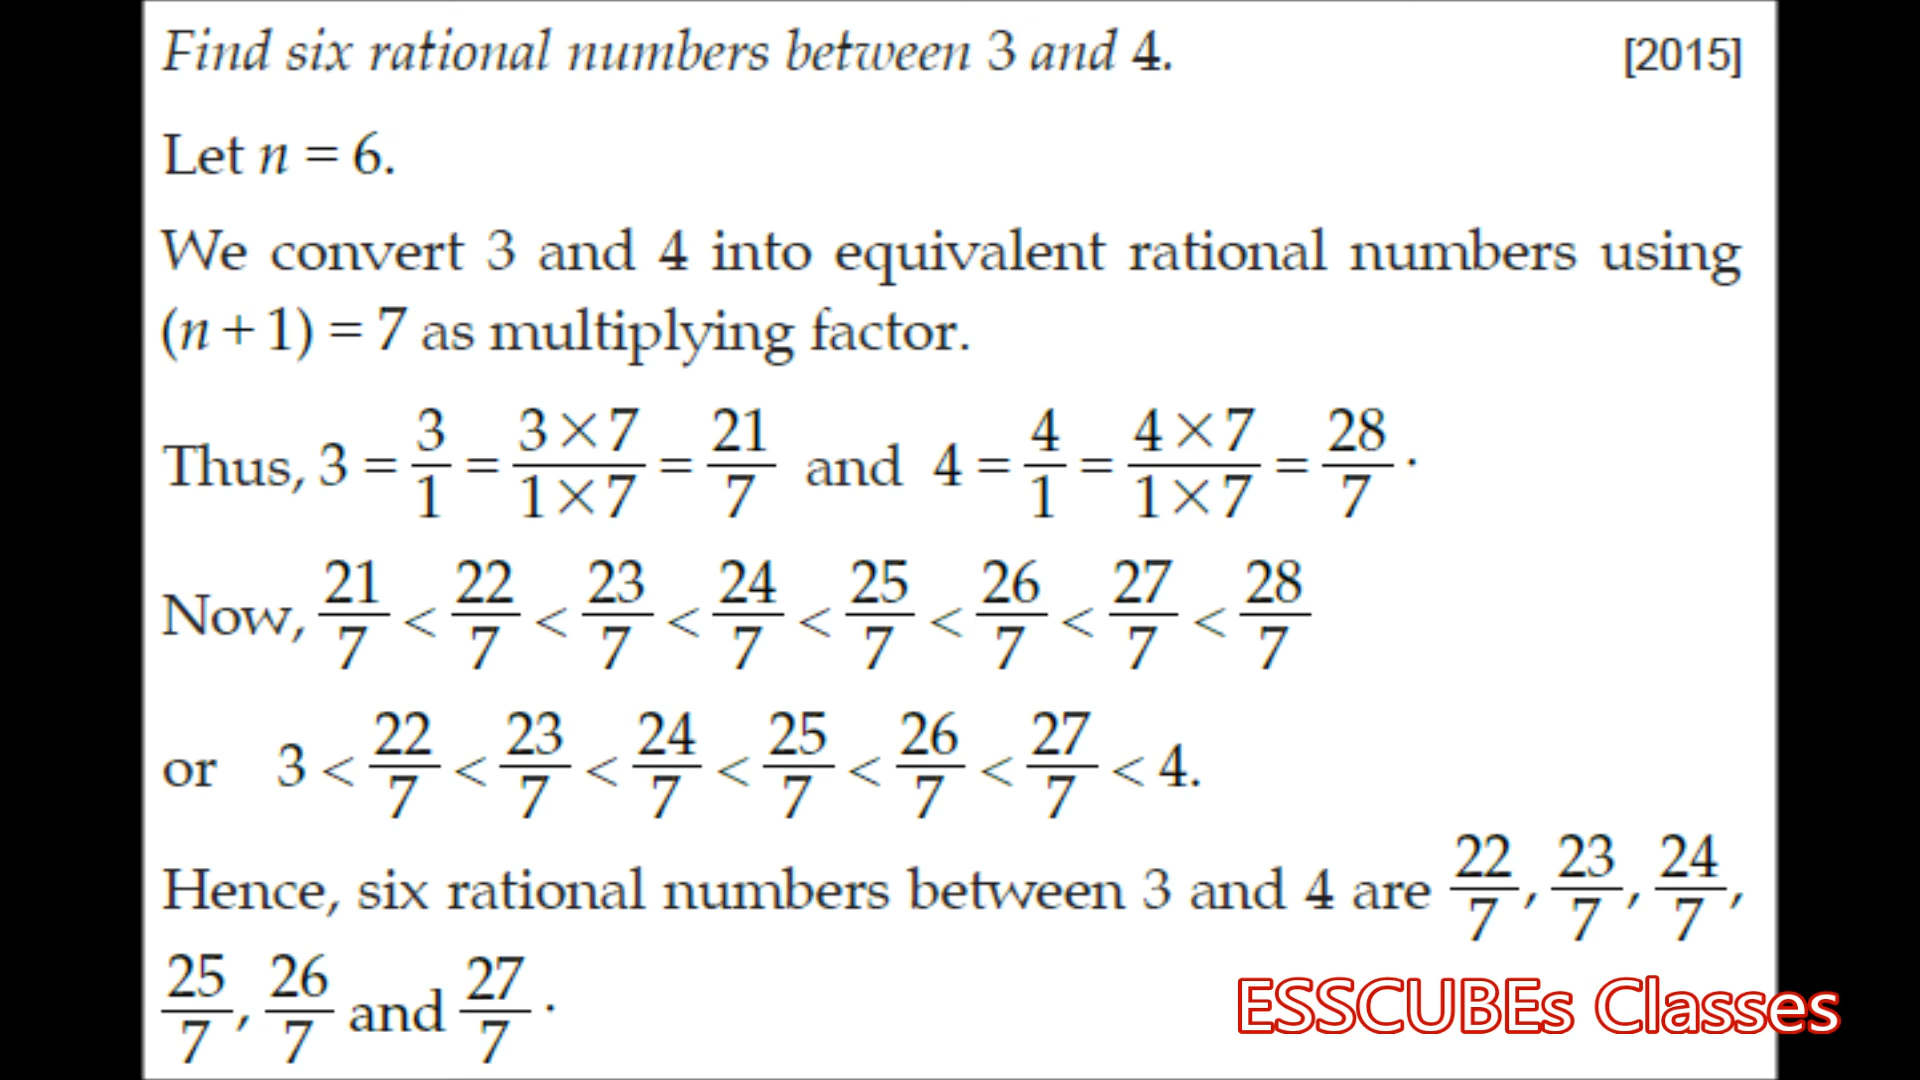 Find six rational numbers between 3 and 4. [2015]
Let n = 6.
We convert 3 and 4 into equivalent rational numbers using
(n + 1) = 7 as multiplying factor.
Thus, 3 = 3/1 = 3×7/1×7 = 21/7 and 4 = 4/1 = 4×7/1×7 = 28/7 ·
Now, 21/7 < 22/7 < 23/7 < 24/7 < 25/7 < 26/7 < 27/7 < 28/7
or 3 < 22/7 < 23/7 < 24/7 < 25/7 < 26/7 < 27/7 < 4.
Hence, six rational numbers between 3 and 4 are 22/7, 23/7, 24/7,
25/7, 26/7 and 27/7 ·
ESSCUBEs Classes